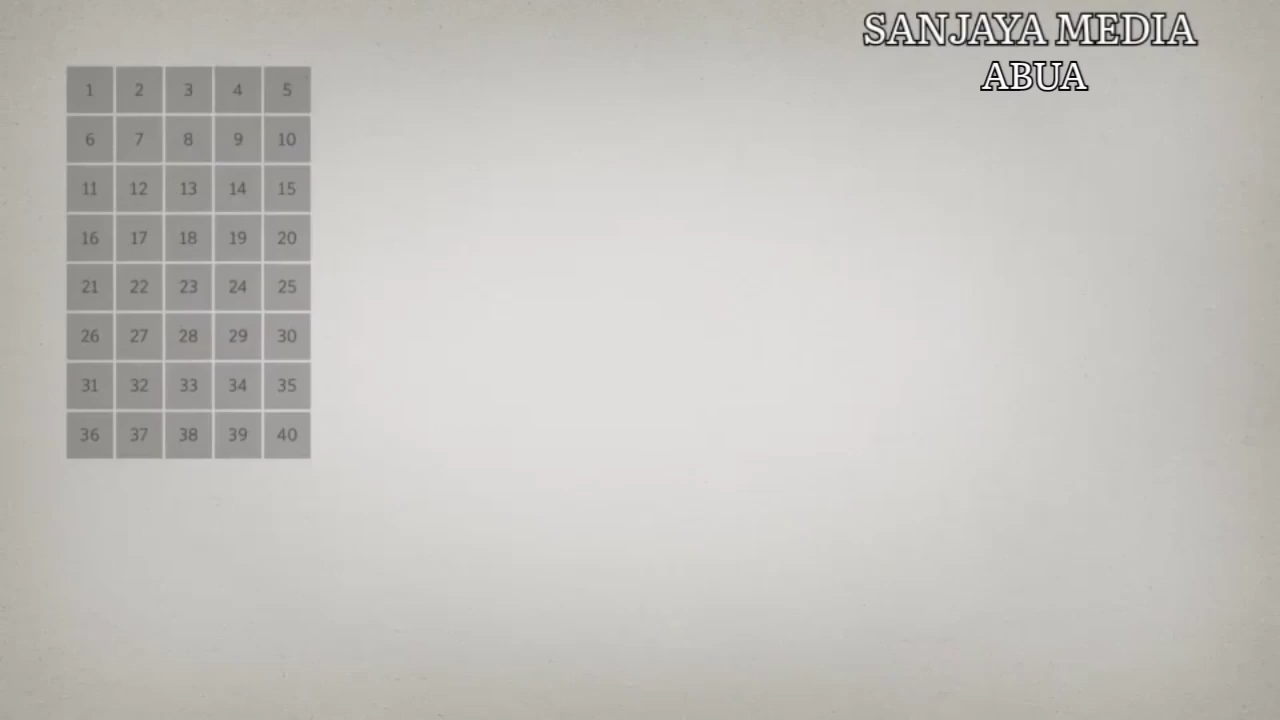 SANJAYA MEDIA
ABUA
1 2 3 4 5
6 7 8 9 10
11 12 13 14 15
16 17 18 19 20
21 22 23 24 25
26 27 28 29 30
31 32 33 34 35
36 37 38 39 40